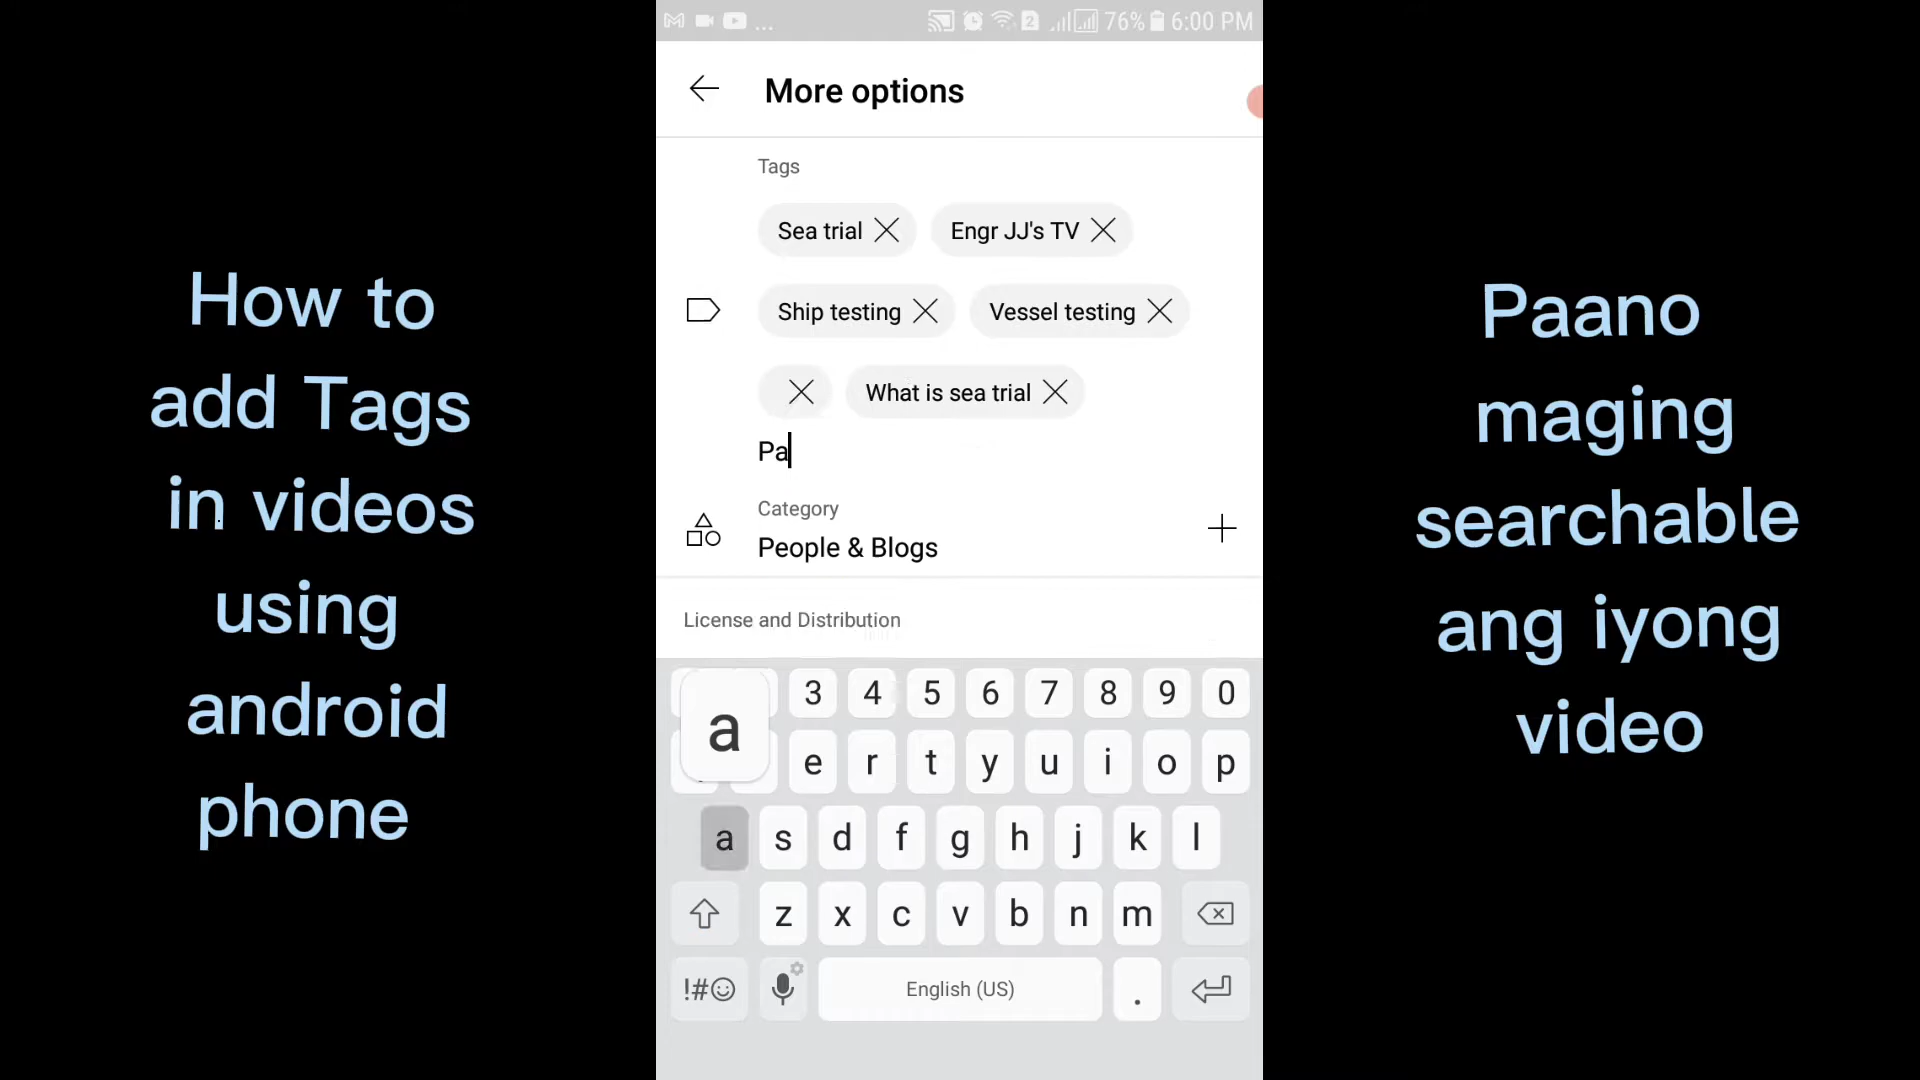 ... 2 76% 6:00 PM
More options
Tags
Sea trial Engr JJ's TV
Ship testing Vessel testing
What is sea trial
Pa
Category
People & Blogs
License and Distribution
3 4 5 6 7 8 9 0
a
e r t y u i o p
a s d f g h j k l
z x c v b n m
!#☺ English (US) .
How to
add Tags
in videos
using
android
phone
Paano
maging
searchable
ang iyong
video